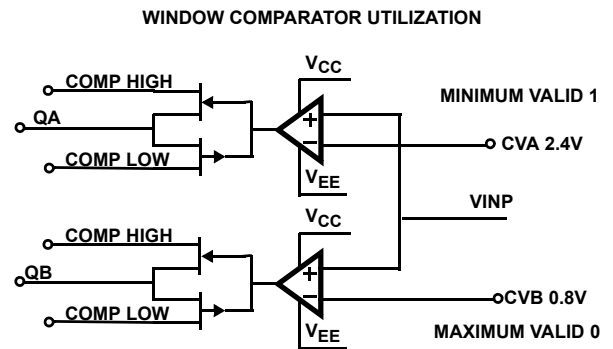 WINDOW COMPARATOR UTILIZATION
COMP HIGH
VCC
MINIMUM VALID 1
QA
+
−
CVA 2.4V
COMP LOW
VEE
VINP
COMP HIGH
VCC
QB
+
−
CVB 0.8V
COMP LOW
VEE
MAXIMUM VALID 0